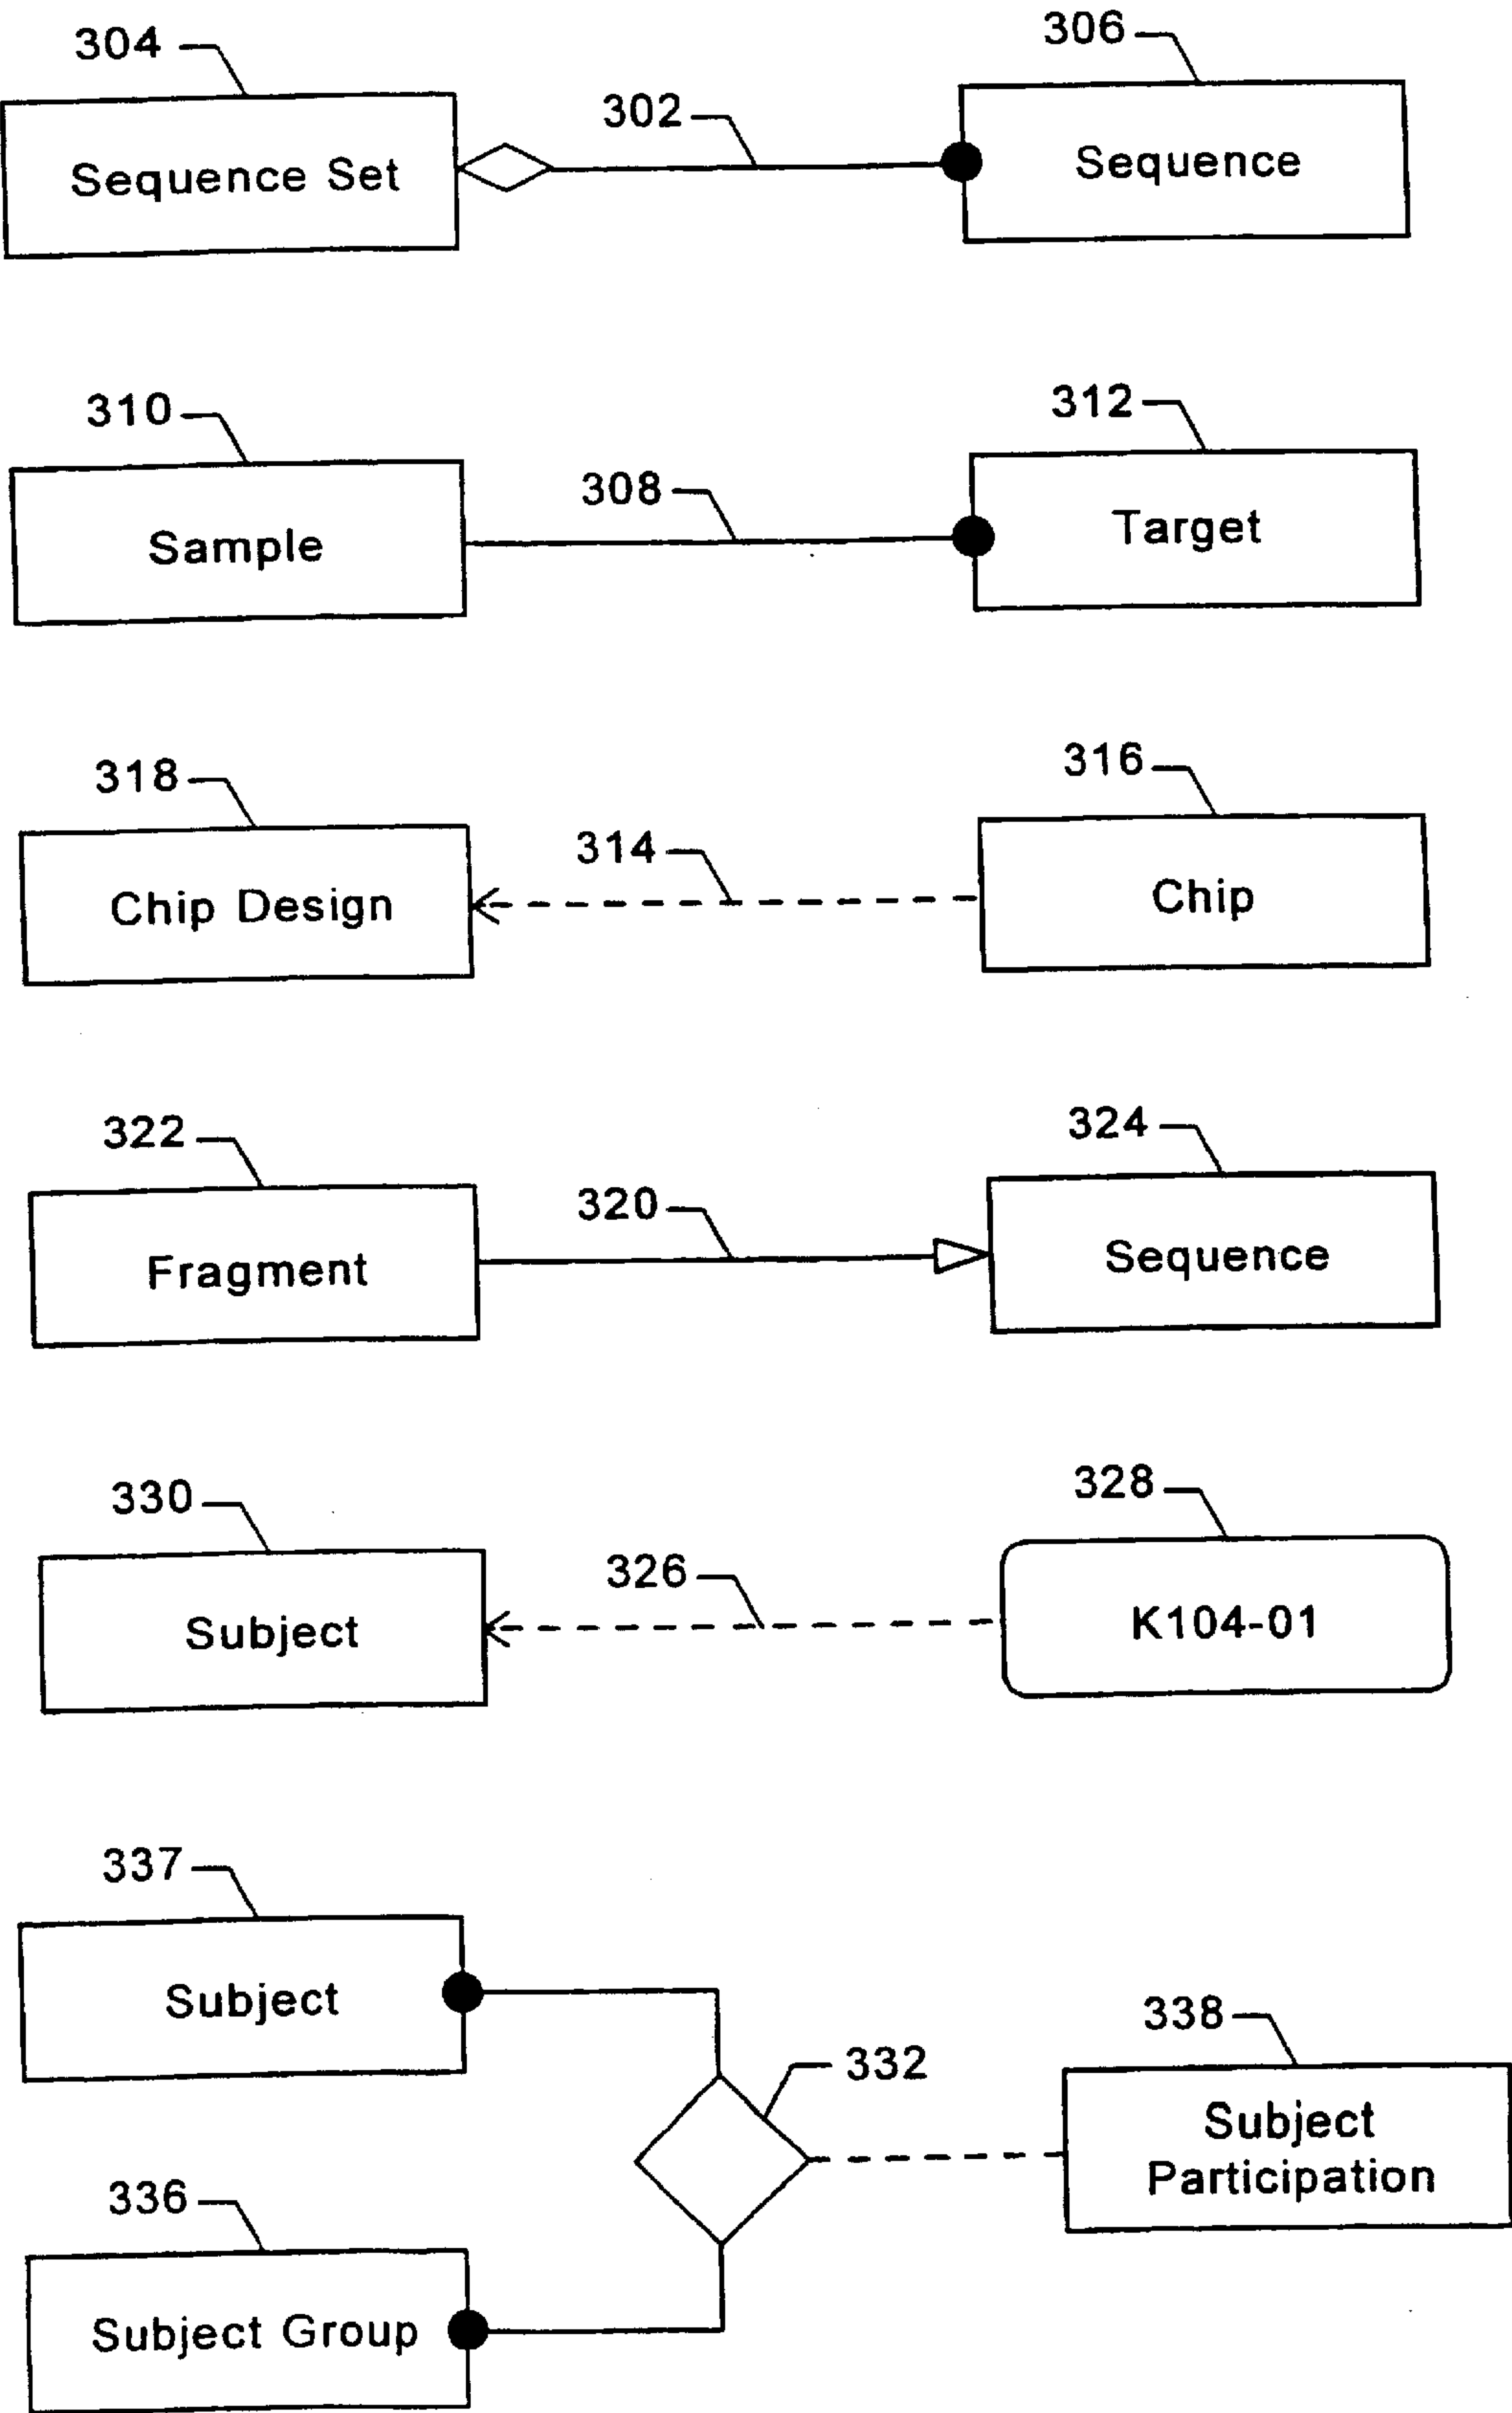 304
306
302
Sequence Set
Sequence
310
312
308
Sample
Target
318
316
314
Chip Design
Chip
322
324
320
Fragment
Sequence
330
328
326
Subject
K104-01
337
Subject
338
332
Subject
Participation
336
Subject Group